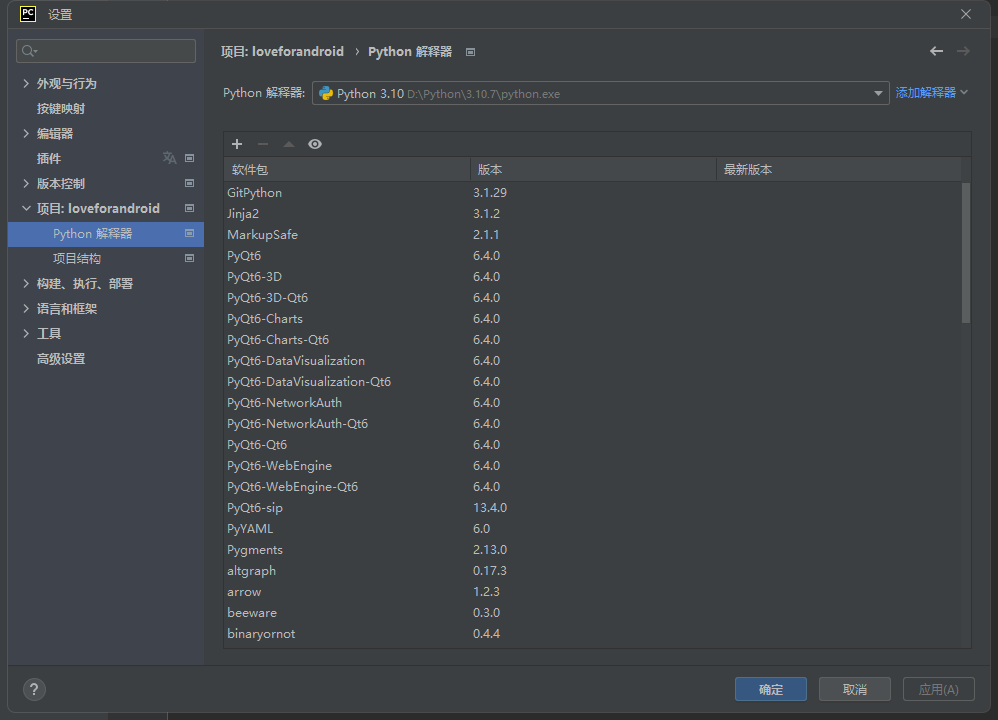 PC 设置
项目: loveforandroid › Python 解释器
外观与行为
按键映射
编辑器
插件
版本控制
项目: loveforandroid
Python 解释器
项目结构
构建、执行、部署
语言和框架
工具
高级设置
Python 解释器: Python 3.10 D:\Python\3.10.7\python.exe 添加解释器
软件包 版本 最新版本
GitPython 3.1.29
Jinja2 3.1.2
MarkupSafe 2.1.1
PyQt6 6.4.0
PyQt6-3D 6.4.0
PyQt6-3D-Qt6 6.4.0
PyQt6-Charts 6.4.0
PyQt6-Charts-Qt6 6.4.0
PyQt6-DataVisualization 6.4.0
PyQt6-DataVisualization-Qt6 6.4.0
PyQt6-NetworkAuth 6.4.0
PyQt6-NetworkAuth-Qt6 6.4.0
PyQt6-Qt6 6.4.0
PyQt6-WebEngine 6.4.0
PyQt6-WebEngine-Qt6 6.4.0
PyQt6-sip 13.4.0
PyYAML 6.0
Pygments 2.13.0
altgraph 0.17.3
arrow 1.2.3
beeware 0.3.0
binaryornot 0.4.4
? 确定 取消 应用(A)